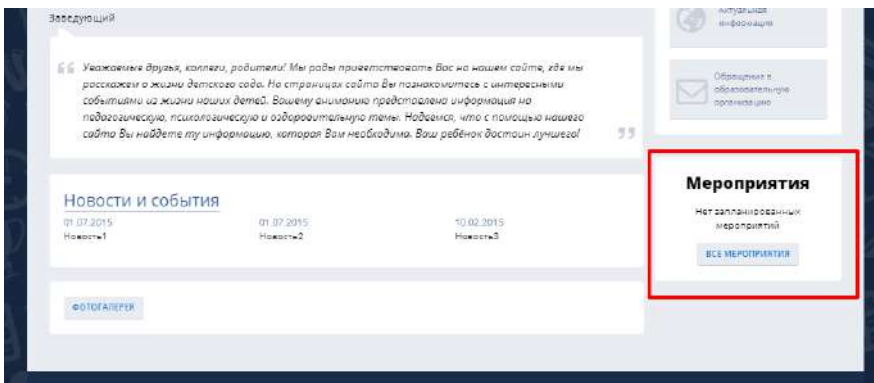 Заведующий
Уважаемые друзья, коллеги, родители! Мы рады приветствовать Вас на нашем сайте, где мы
расскажем о жизни детского сада. На страницах сайта Вы познакомитесь с интересными
событиями из жизни наших детей. Вашему вниманию представлена информация на
педагогическую, психологическую и оздоровительную темы. Надеемся, что с помощью нашего
сайта Вы найдете ту информацию, которая Вам необходима. Ваш ребёнок достоин лучшего!
Новости и события
01.07.2015 01.07.2015 10.02.2015
Новость1 Новость2 Новость3
ФОТОГАЛЕРЕЯ
Актуальная
информация
Обращение в
образовательную
организацию
Мероприятия
Нет запланированных
мероприятий
ВСЕ МЕРОПРИЯТИЯ